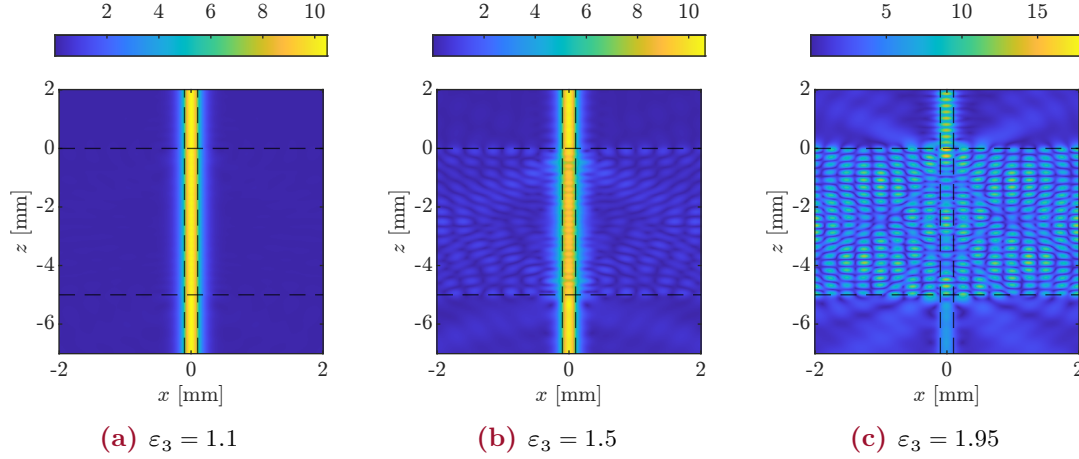 2 4 6 8 10
2 4 6 8 10
5 10 15
2
0
-2
-4
-6
z [mm]
-2 0 2
x [mm]
2
0
-2
-4
-6
z [mm]
-2 0 2
x [mm]
2
0
-2
-4
-6
z [mm]
-2 0 2
x [mm]
(a) ε₃ = 1.1
(b) ε₃ = 1.5
(c) ε₃ = 1.95